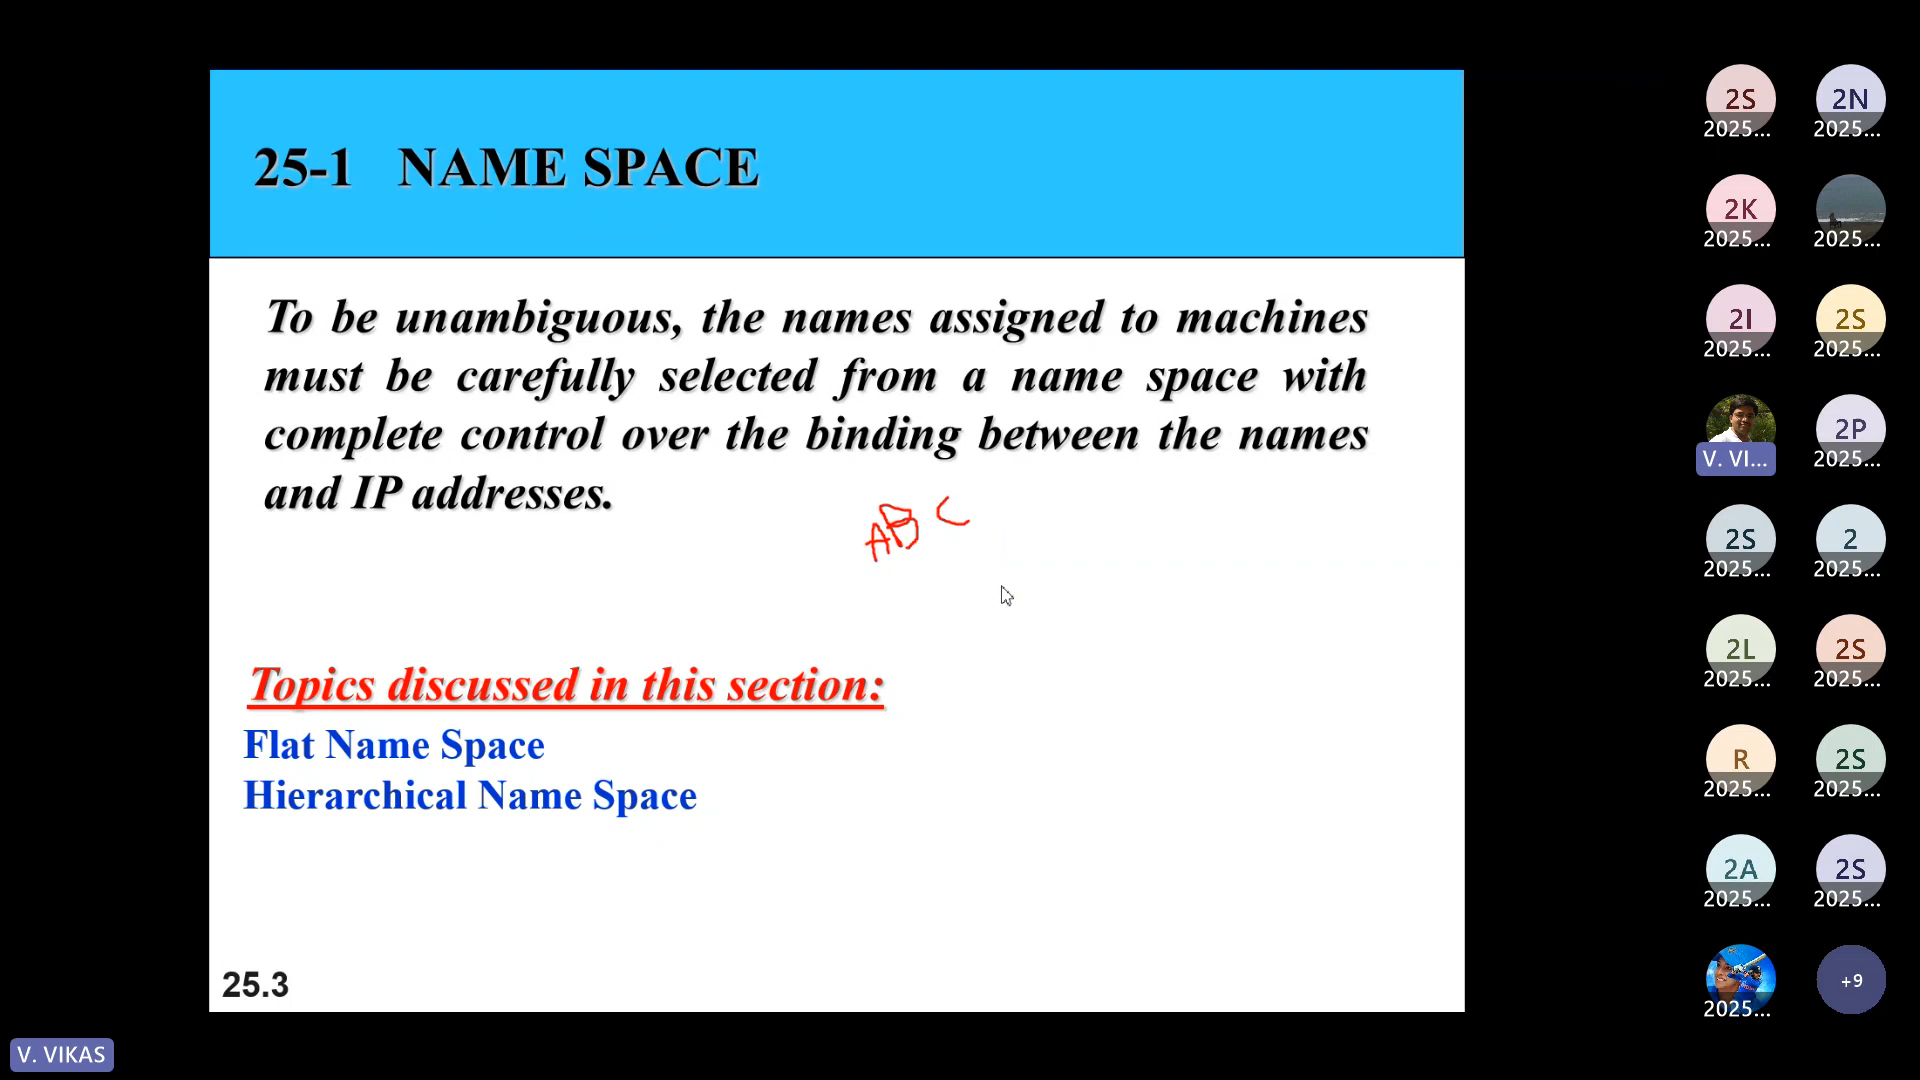 25-1 NAME SPACE
To be unambiguous, the names assigned to machines
must be carefully selected from a name space with
complete control over the binding between the names
and IP addresses.
ABC
Topics discussed in this section:
Flat Name Space
Hierarchical Name Space
25.3
V. VIKAS
2S 2N
2025... 2025...
2K
2025... 2025...
2I 2S
2025... 2025...
2P
V. VI... 2025...
2S 2
2025... 2025...
2L 2S
2025... 2025...
R 2S
2025... 2025...
2A 2S
2025... 2025...
+9
2025...